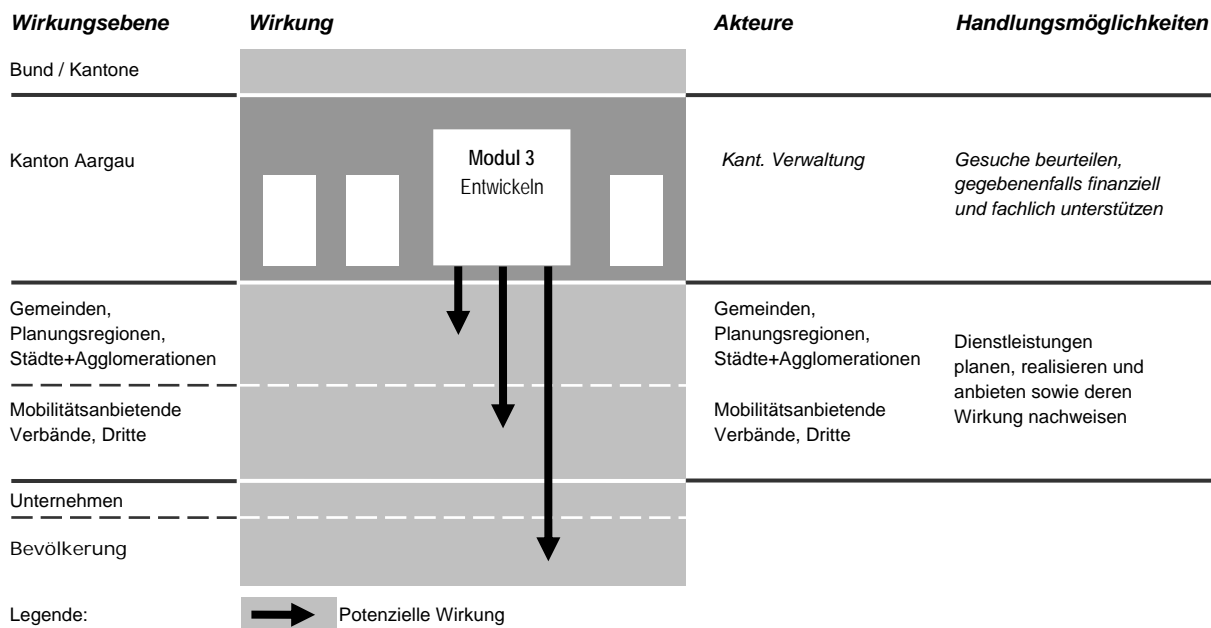 Wirkungsebene Wirkung Akteure Handlungsmöglichkeiten
Bund / Kantone
Kanton Aargau
Modul 3
Entwickeln
Kant. Verwaltung
Gesuche beurteilen,
gegebenenfalls finanziell
und fachlich unterstützen
Gemeinden,
Planungsregionen,
Städte+Agglomerationen
Mobilitätsanbietende
Verbände, Dritte
Gemeinden,
Planungsregionen,
Städte+Agglomerationen
Mobilitätsanbietende
Verbände, Dritte
Dienstleistungen
planen, realisieren und
anbieten sowie deren
Wirkung nachweisen
Unternehmen
Bevölkerung
Legende: Potenzielle Wirkung